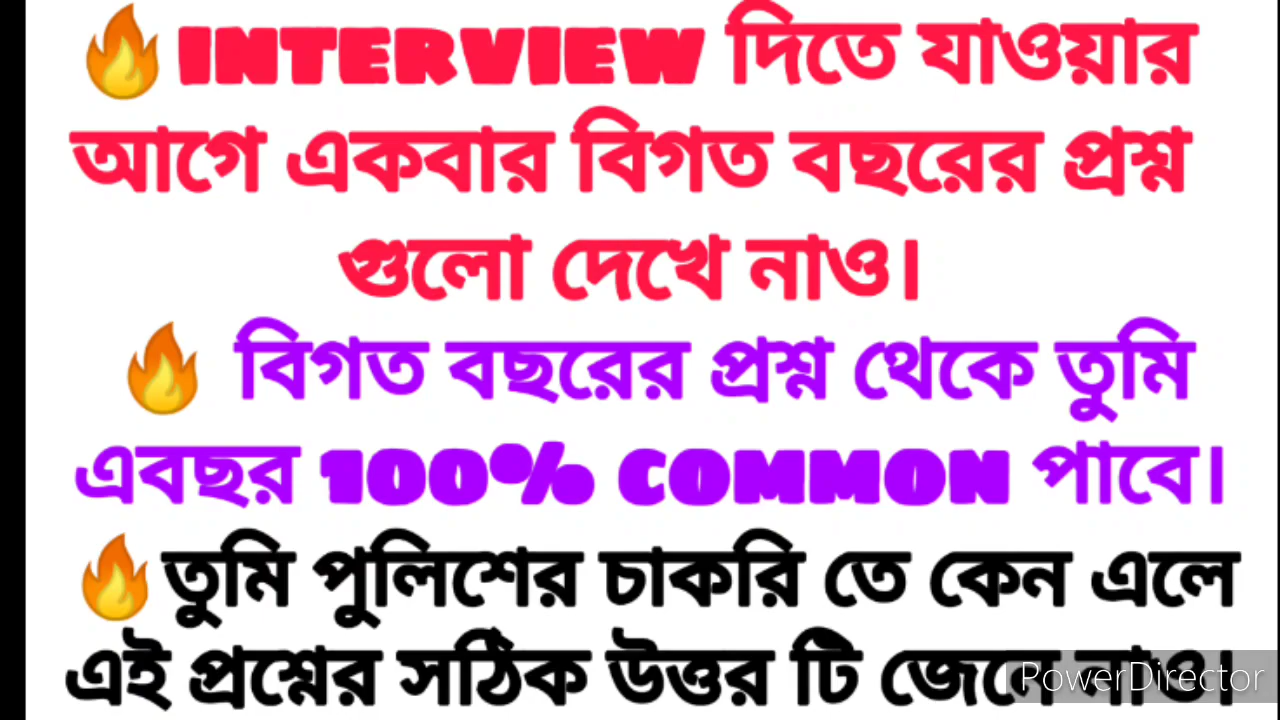 🔥INTERVIEW দিতে যাওয়ার
আগে একবার বিগত বছরের প্রশ্ন
গুলো দেখে নাও।
🔥 বিগত বছরের প্রশ্ন থেকে তুমি
এবছর 100% COMMON পাবে।
🔥তুমি পুলিশের চাকরি তে কেন এলে
এই প্রশ্নের সঠিক উত্তর টি জেনে নাও।
PowerDirector